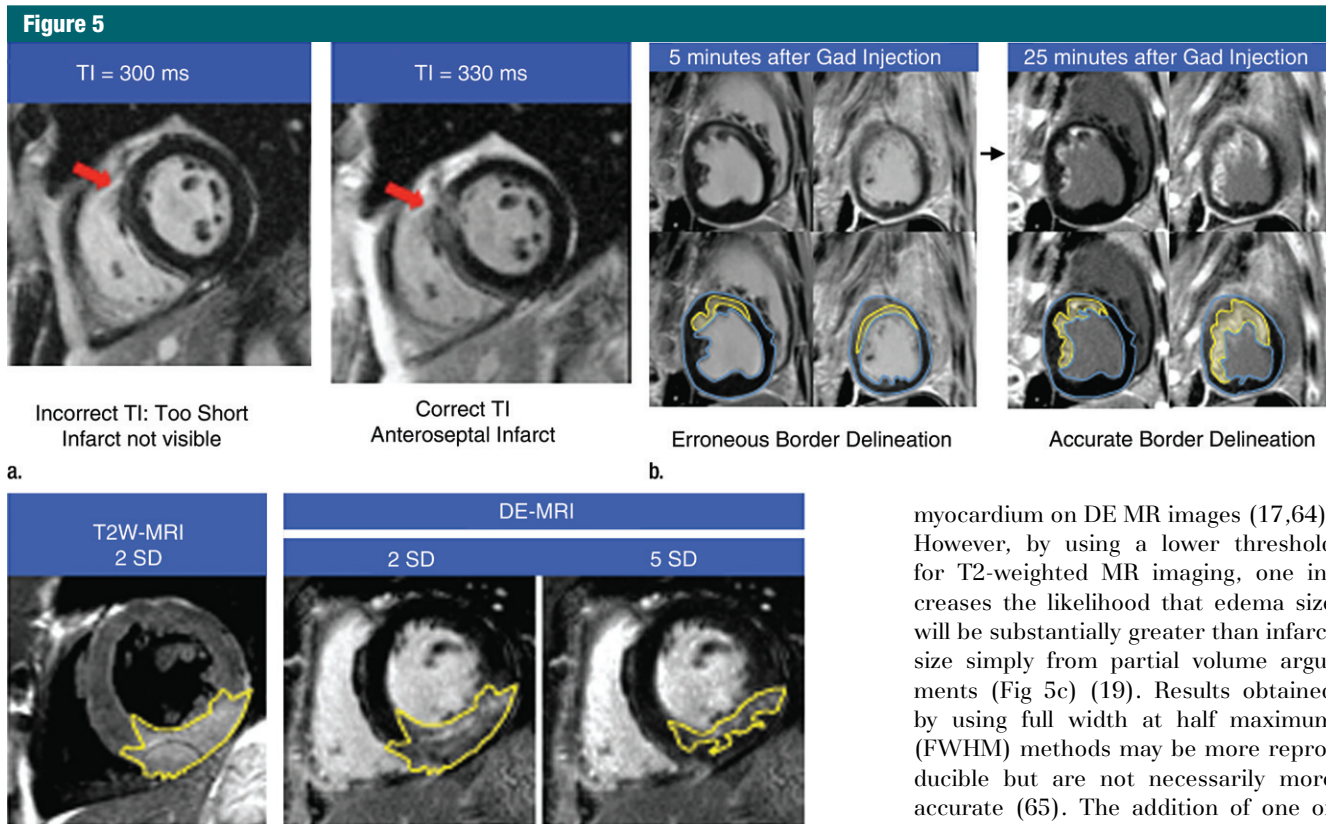 Figure 5
TI = 300 ms
TI = 330 ms
Incorrect TI: Too Short
Infarct not visible
Correct TI
Anteroseptal Infarct
a.
5 minutes after Gad Injection
25 minutes after Gad Injection
Erroneous Border Delineation
Accurate Border Delineation
b.
T2W-MRI
2 SD
DE-MRI
2 SD
5 SD
myocardium on DE MR images (17,64)
However, by using a lower threshold
for T2-weighted MR imaging, one in
creases the likelihood that edema size
will be substantially greater than infarc
size simply from partial volume argu
ments (Fig 5c) (19). Results obtained
by using full width at half maximum
(FWHM) methods may be more repro
ducible but are not necessarily more
accurate (65). The addition of one or